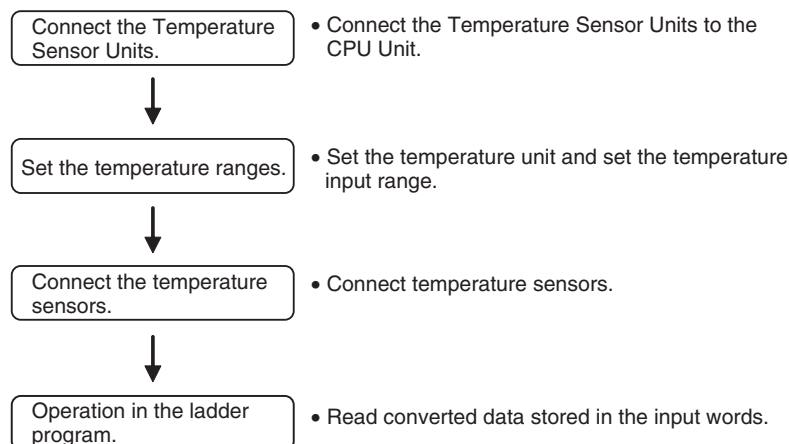 Connect the Temperature
Sensor Units.
• Connect the Temperature Sensor Units to the
CPU Unit.
Set the temperature ranges.
• Set the temperature unit and set the temperature
input range.
Connect the temperature
sensors.
• Connect temperature sensors.
Operation in the ladder
program.
• Read converted data stored in the input words.